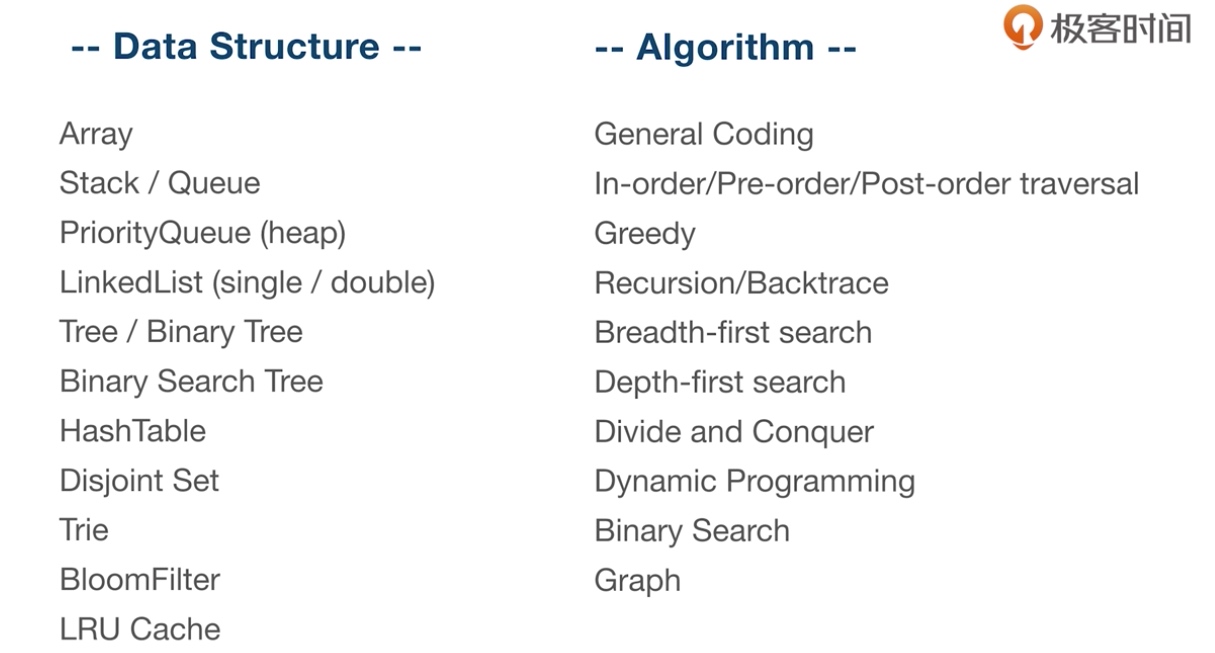 极客时间
-- Data Structure --
Array
Stack / Queue
PriorityQueue (heap)
LinkedList (single / double)
Tree / Binary Tree
Binary Search Tree
HashTable
Disjoint Set
Trie
BloomFilter
LRU Cache
-- Algorithm --
General Coding
In-order/Pre-order/Post-order traversal
Greedy
Recursion/Backtrace
Breadth-first search
Depth-first search
Divide and Conquer
Dynamic Programming
Binary Search
Graph